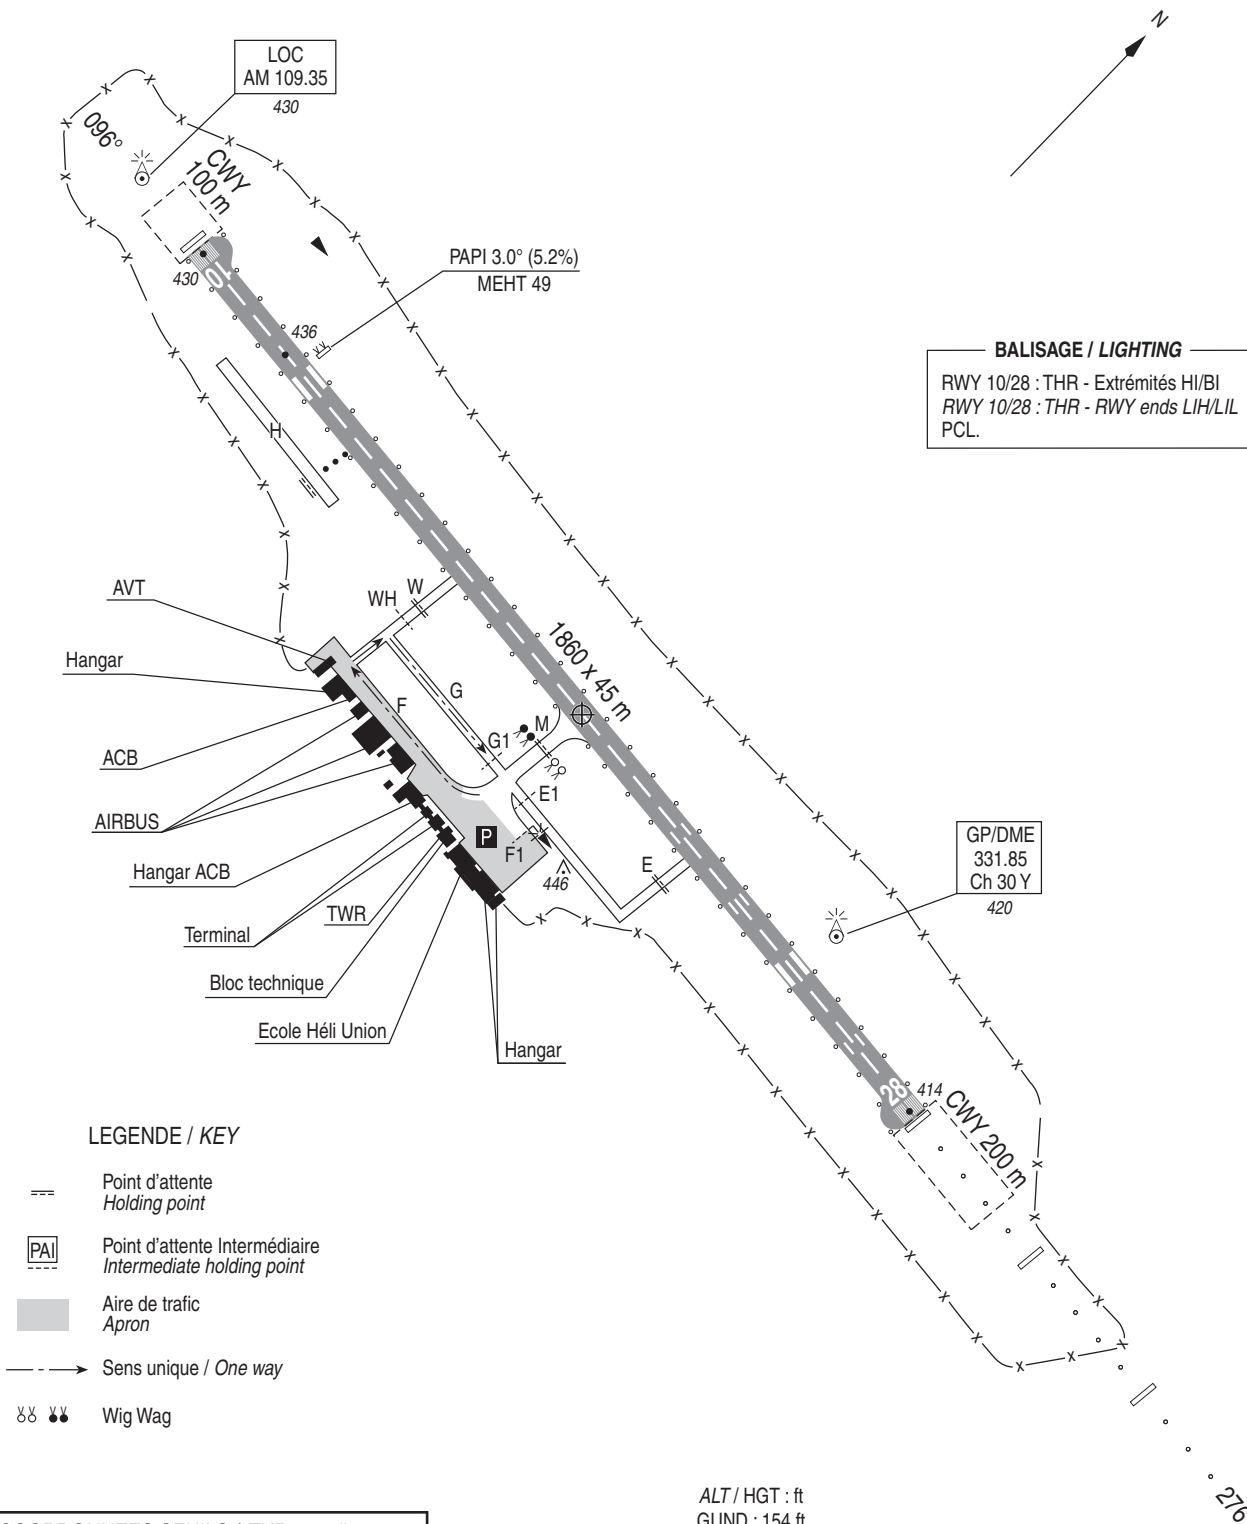 N
LOC
AM 109.35
430
096°
CWY
100 m
430
10
PAPI 3.0° (5.2%)
MEHT 49
436
BALISAGE / LIGHTING
RWY 10/28 : THR - Extrémités HI/BI
RWY 10/28 : THR - RWY ends LIH/LIL
PCL.
H
AVT
WH
W
Hangar
1860 x 45 m
F
G
G1
M
ACB
E1
AIRBUS
P
F1
446
E
GP/DME
331.85
Ch 30 Y
420
Hangar ACB
TWR
Terminal
Bloc technique
Ecole Héli Union
Hangar
28
414
CWY 200 m
LEGENDE / KEY
Point d'attente
Holding point
PAI
Point d'attente Intermédiaire
Intermediate holding point
Aire de trafic
Apron
Sens unique / One way
Wig Wag
276
ALT / HGT : ft
GUND : 154 ft